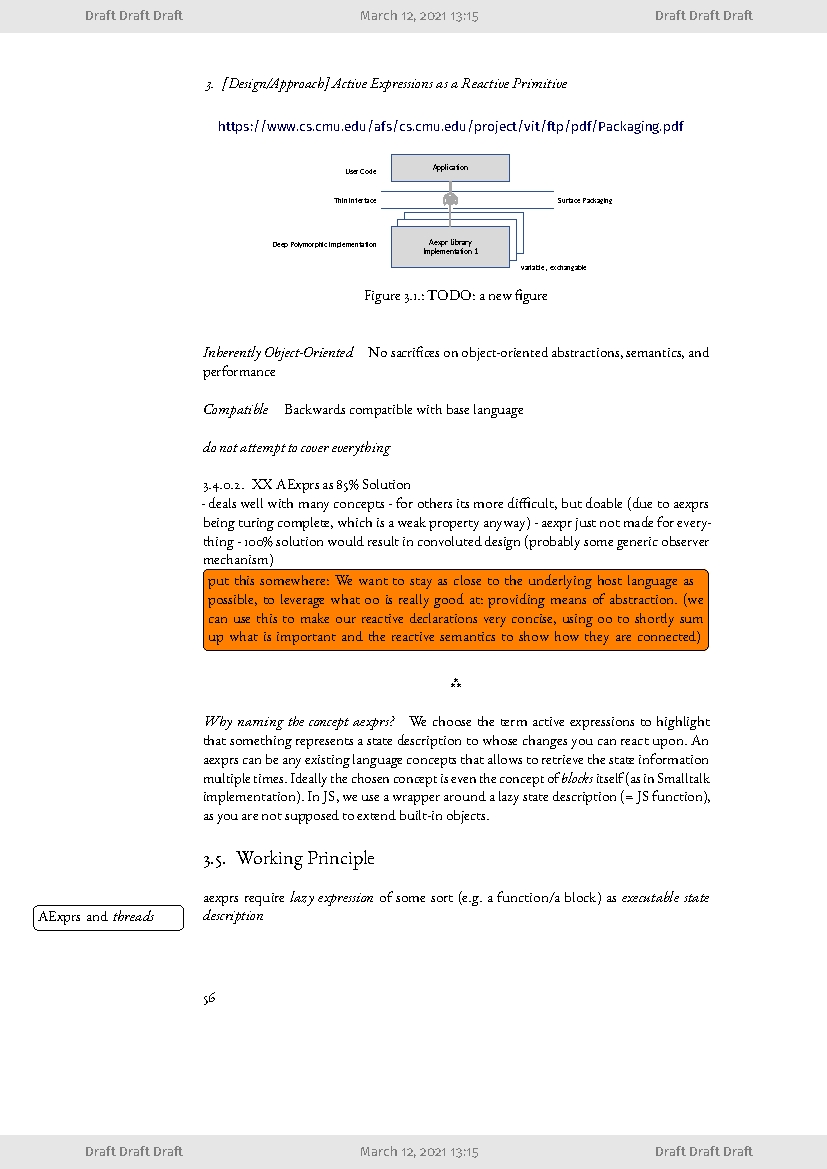 Draft Draft Draft March 12, 2021 13:15 Draft Draft Draft
3. [Design/Approach] Active Expressions as a Reactive Primitive
https://www.cs.cmu.edu/afs/cs.cmu.edu/project/vit/ftp/pdf/Packaging.pdf
User Code
Application
Thin Interface
Surface Packaging
Deep Polymorphic Implementation
Aexpr Library
Implementation 1
variable, exchangable
Figure 3.1.: TODO: a new figure
Inherently Object-Oriented No sacrifices on object-oriented abstractions, semantics, and
performance
Compatible Backwards compatible with base language
do not attempt to cover everything
3.4.0.2. XX AExprs as 85% Solution
- deals well with many concepts - for others its more difficult, but doable (due to aexprs
being turing complete, which is a weak property anyway) - aexpr just not made for every-
thing - 100% solution would result in convoluted design (probably some generic observer
mechanism)
put this somewhere: We want to stay as close to the underlying host language as
possible, to leverage what oo is really good at: providing means of abstraction. (we
can use this to make our reactive declarations very concise, using oo to shortly sum
up what is important and the reactive semantics to show how they are connected)
⁂
Why naming the concept aexprs? We choose the term active expressions to highlight
that something represents a state description to whose changes you can react upon. An
aexprs can be any existing language concepts that allows to retrieve the state information
multiple times. Ideally the chosen concept is even the concept of blocks itself (as in Smalltalk
implementation). In JS, we use a wrapper around a lazy state description (= JS function),
as you are not supposed to extend built-in objects.
3.5. Working Principle
aexprs require lazy expression of some sort (e.g. a function/a block) as executable state
description
AExprs and threads
56
Draft Draft Draft March 12, 2021 13:15 Draft Draft Draft